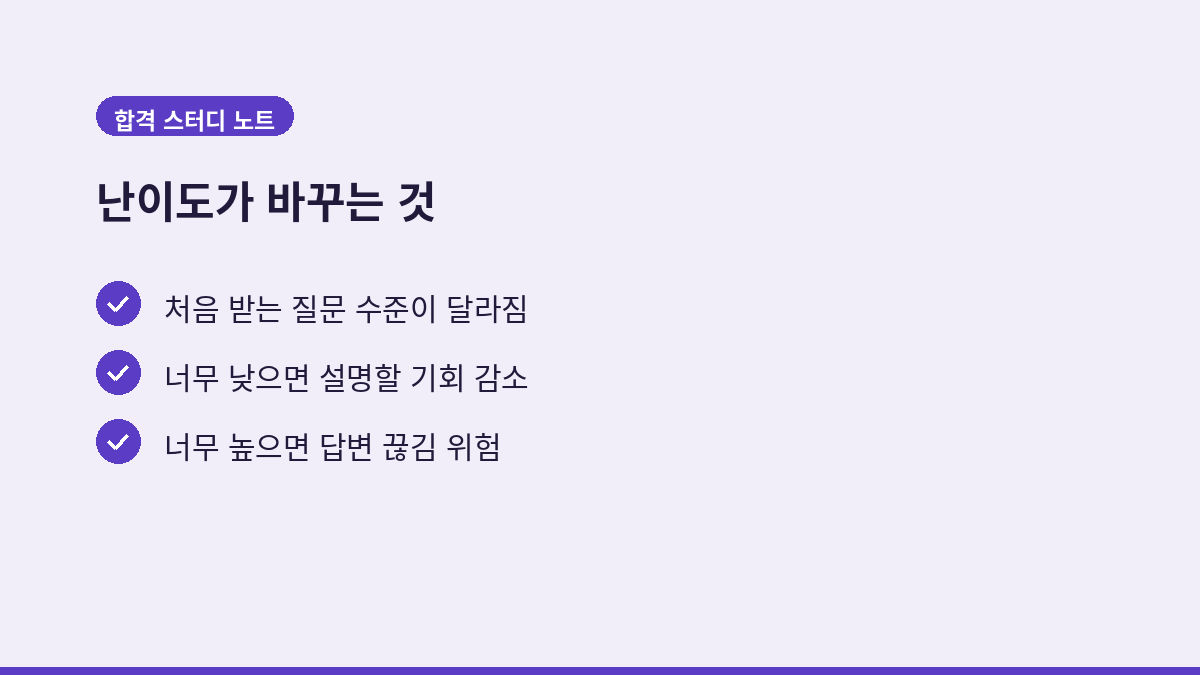 합격 스터디 노트
난이도가 바꾸는 것
처음 받는 질문 수준이 달라짐
너무 낮으면 설명할 기회 감소
너무 높으면 답변 끊김 위험